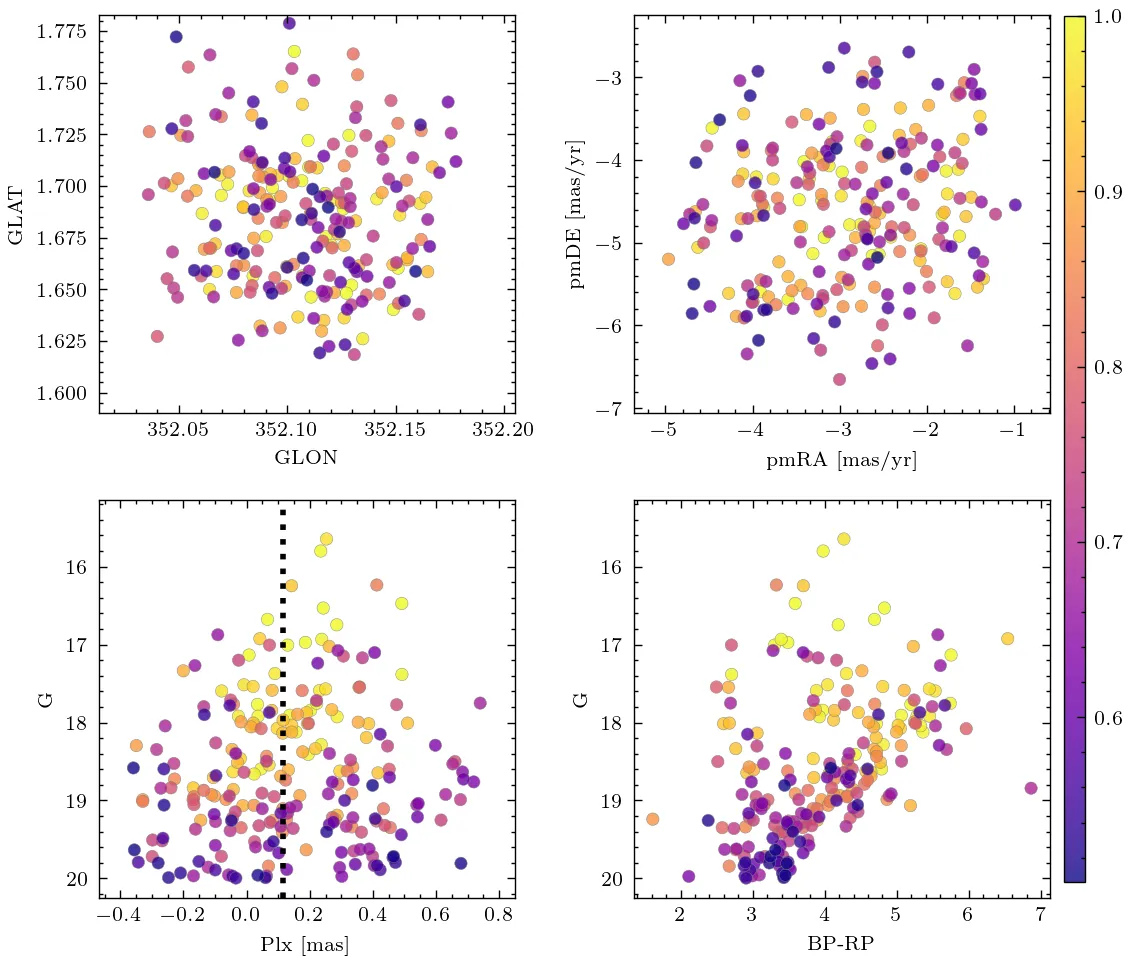 1.775
1.750
1.725
1.700
1.675
1.650
1.625
1.600
GLAT
352.05 352.10 352.15 352.20
GLON
−3
−4
−5
−6
−7
pmDE [mas/yr]
−5 −4 −3 −2 −1
pmRA [mas/yr]
1.0
0.9
0.8
0.7
0.6
16
17
18
19
20
G
−0.4 −0.2 0.0 0.2 0.4 0.6 0.8
Plx [mas]
16
17
18
19
20
G
2 3 4 5 6 7
BP-RP